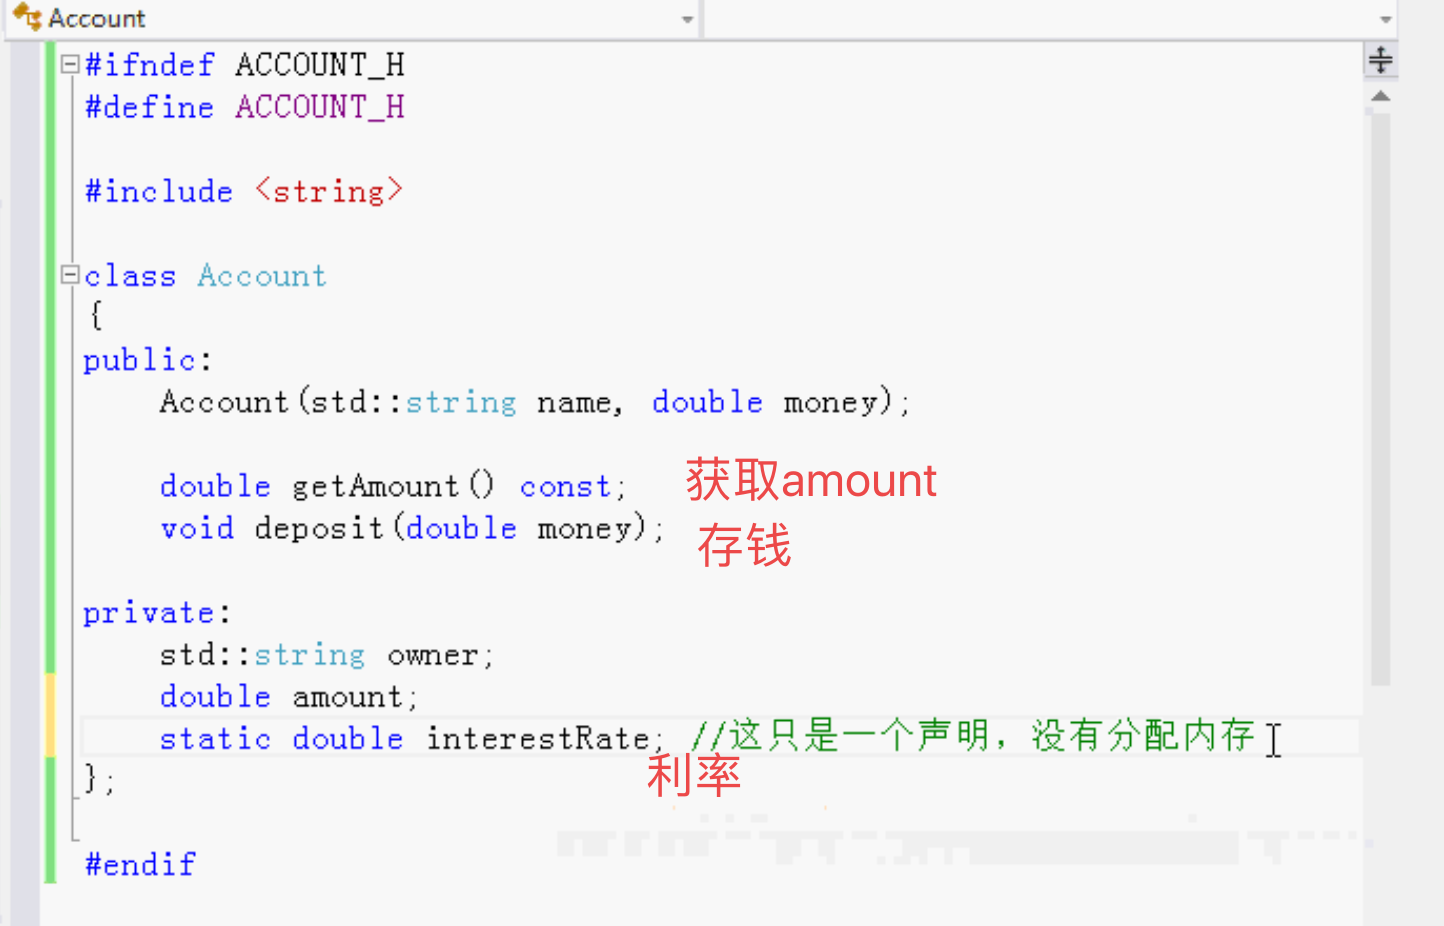 Account
#ifndef ACCOUNT_H
#define ACCOUNT_H
#include <string>
class Account
{
public:
Account(std::string name, double money);
double getAmount() const; 获取amount
void deposit(double money); 存钱
private:
std::string owner;
double amount;
static double interestRate; //这只是一个声明，没有分配内存
利率
};
#endif